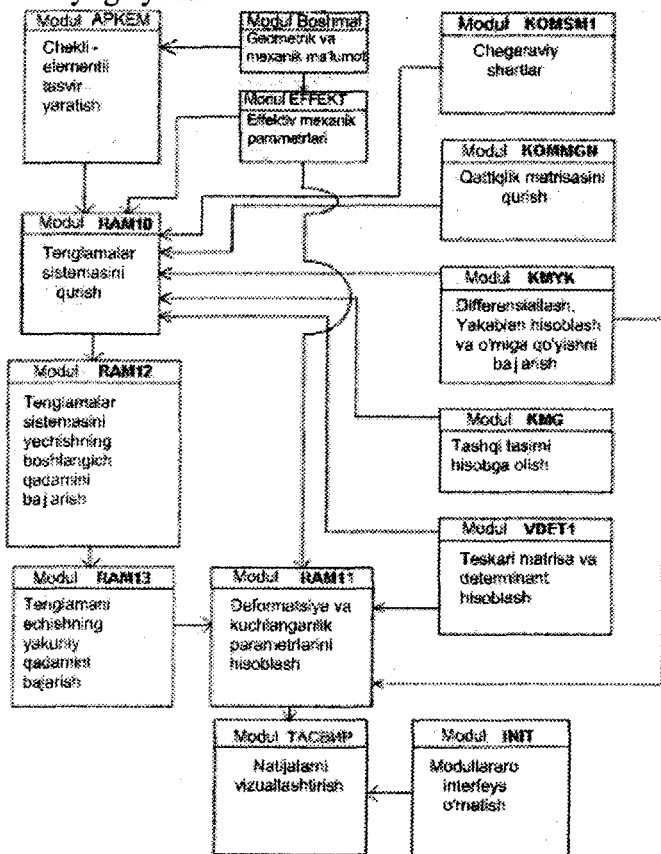 Modul APKEM
Chekli -
elementli
tasvir
yaratish
Modul Boshmal
Geometrik va
mexanik ma'lumot
Modul EFFEKT
Effektiv mexanik
parametrlari
Modul KOMSM1
Chegaraviy
shartlar
Modul KOMMGN
Qattiqlik matrisasini
qurish
Modul RAM10
Tenglamalar
sistemasini
qurish
Modul KMYK
Differensiallash,
Yakobian hisoblash
va o'rniga qo'yishni
bajarish
Modul RAM12
Tenglamalar
sistemasini
yechishning
boshlangich
qadamini
bajarish
Modul KMG
Tashqi tasirni
hisobga olish
Modul VDET1
Teskari matrisa va
determinant
hisoblash
Modul RAM13
Tenglamani
echishning
yakuniy
qadamini
bajarish
Modul RAM11
Deformatsiya va
kuchlanganlik
parametrlarini
hisoblash
Modul ТАСВИР
Natijalarni
vizuallashtirish
Modul INIT
Modullararo
interfeys
o'rnatish